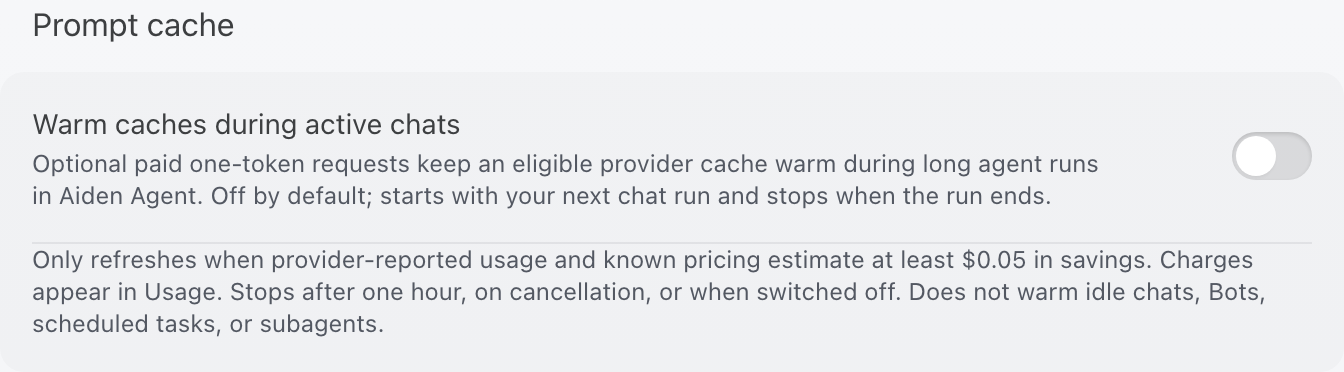 Prompt cache
Warm caches during active chats
Optional paid one-token requests keep an eligible provider cache warm during long agent runs
in Aiden Agent. Off by default; starts with your next chat run and stops when the run ends.
Only refreshes when provider-reported usage and known pricing estimate at least $0.05 in savings. Charges
appear in Usage. Stops after one hour, on cancellation, or when switched off. Does not warm idle chats, Bots,
scheduled tasks, or subagents.